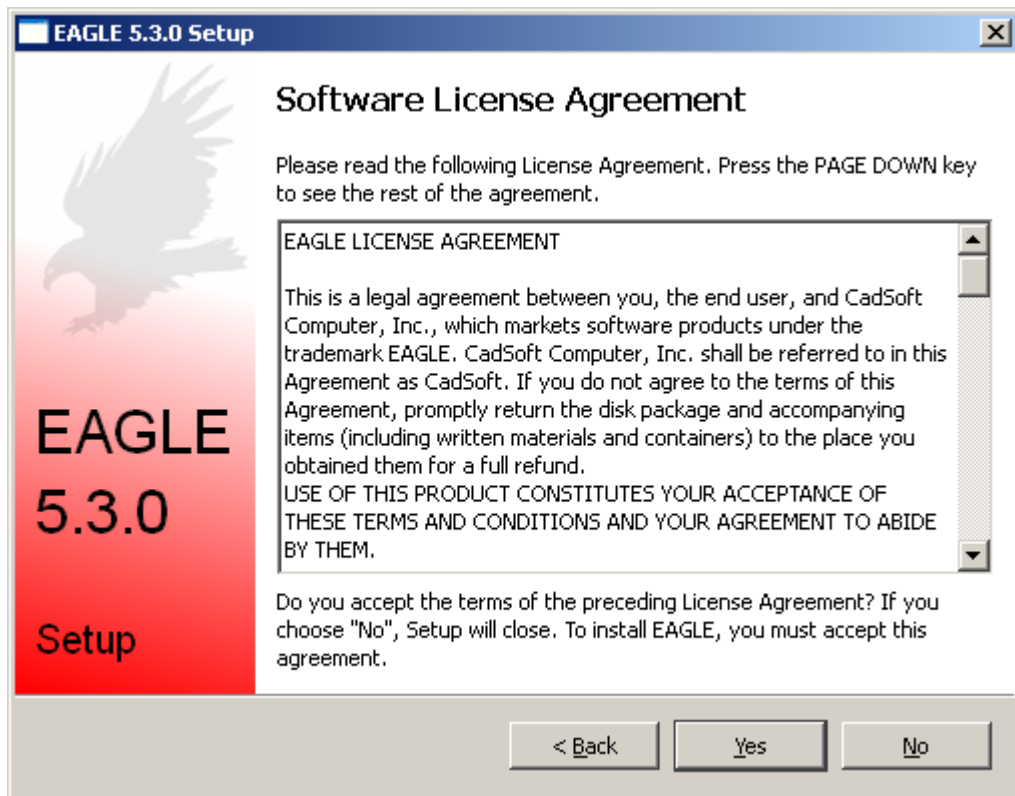 EAGLE 5.3.0 Setup
Software License Agreement
Please read the following License Agreement. Press the PAGE DOWN key
to see the rest of the agreement.
EAGLE LICENSE AGREEMENT
This is a legal agreement between you, the end user, and CadSoft
Computer, Inc., which markets software products under the
trademark EAGLE. CadSoft Computer, Inc. shall be referred to in this
Agreement as CadSoft. If you do not agree to the terms of this
Agreement, promptly return the disk package and accompanying
items (including written materials and containers) to the place you
obtained them for a full refund.
USE OF THIS PRODUCT CONSTITUTES YOUR ACCEPTANCE OF
THESE TERMS AND CONDITIONS AND YOUR AGREEMENT TO ABIDE
BY THEM.
Do you accept the terms of the preceding License Agreement? If you
choose "No", Setup will close. To install EAGLE, you must accept this
agreement.
EAGLE
5.3.0
Setup
< Back
Yes
No